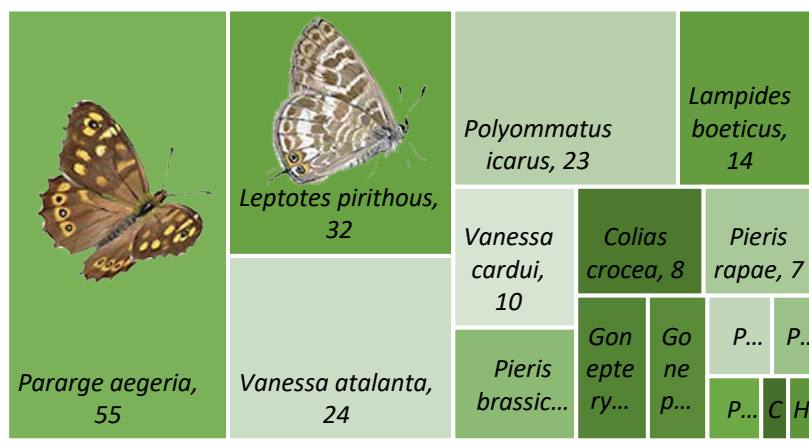 Pararge aegeria,
55
Leptotes pirithous,
32
Vanessa atalanta,
24
Polyommatus
icarus, 23
Lampides
boeticus,
14
Vanessa
cardui,
10
Colias
crocea, 8
Pieris
rapae, 7
Pieris
brassic...
Gon
epte
ry...
Go
ne
p...
P...
P...
P...
C
H